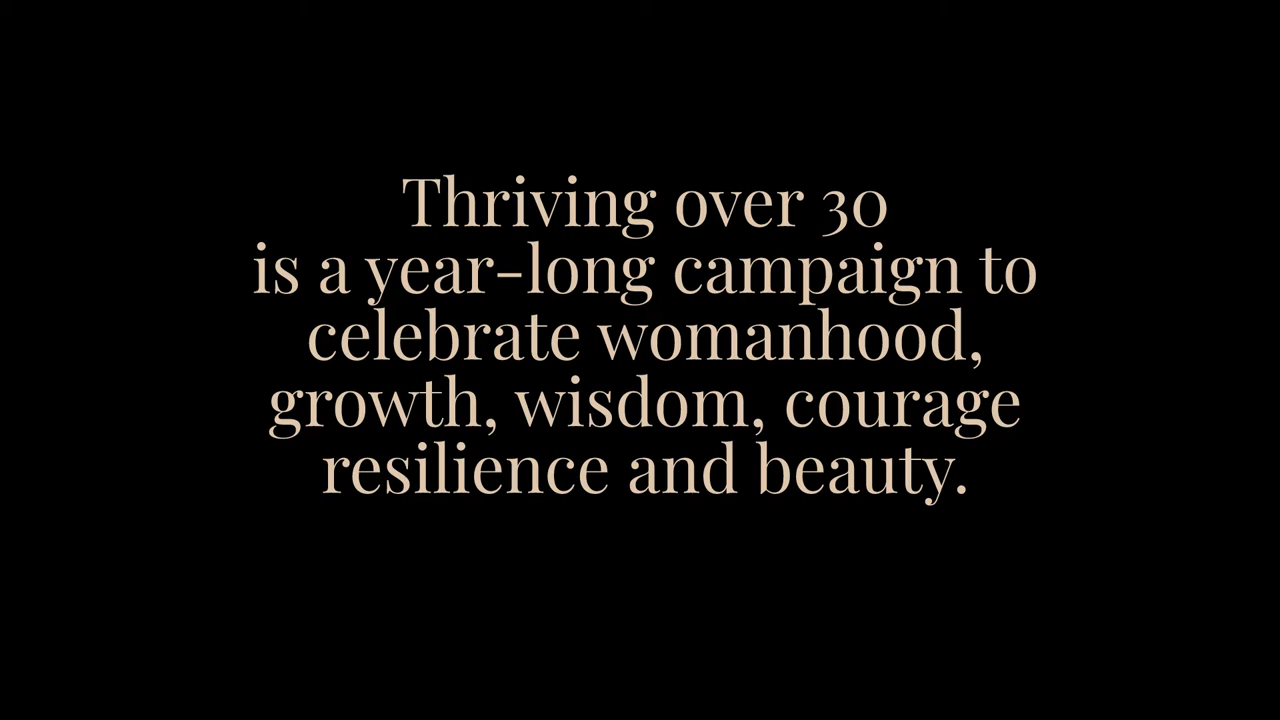 Thriving over 30
is a year-long campaign to
celebrate womanhood,
growth, wisdom, courage
resilience and beauty.